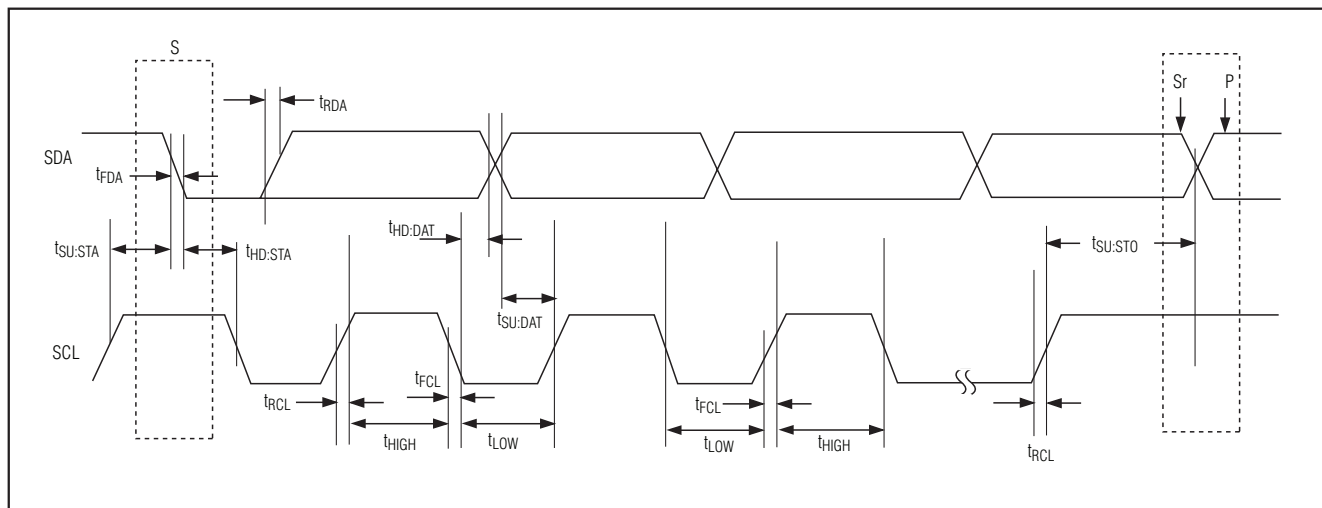 S
Sr P
tRDA
SDA
tFDA
tHD:DAT
tSU:STA
tHD:STA
tSU:STO
tSU:DAT
SCL
tRCL
tFCL
tFCL
tHIGH
tLOW
tLOW
tHIGH
tRCL